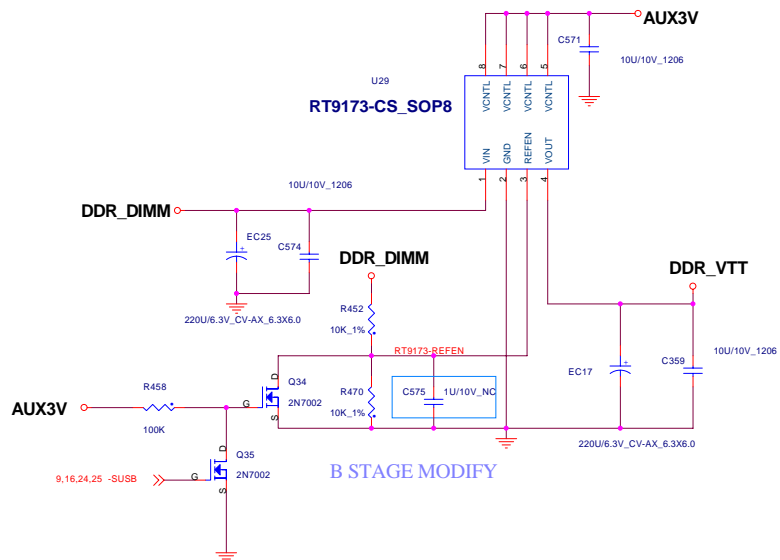 AUX3V
C571
10U/10V_1206
8
7
6
5
U29
RT9173-CS_SOP8
VCNTL
VCNTL
VCNTL
VCNTL
VIN
GND
REFEN
VOUT
1
2
3
4
10U/10V_1206
DDR_DIMM
EC25
+
C574
220U/6.3V_CV-AX_6.3X6.0
DDR_DIMM
R452
10K_1%
RT9173-REFEN
DDR_VTT
10U/10V_1206
C359
EC17
+
220U/6.3V_CV-AX_6.3X6.0
R458
AUX3V
100K
D
G
S
Q34
2N7002
R470
10K_1%
C575
1U/10V_NC
B STAGE MODIFY
D
G
S
Q35
2N7002
9,16,24,25 -SUSB